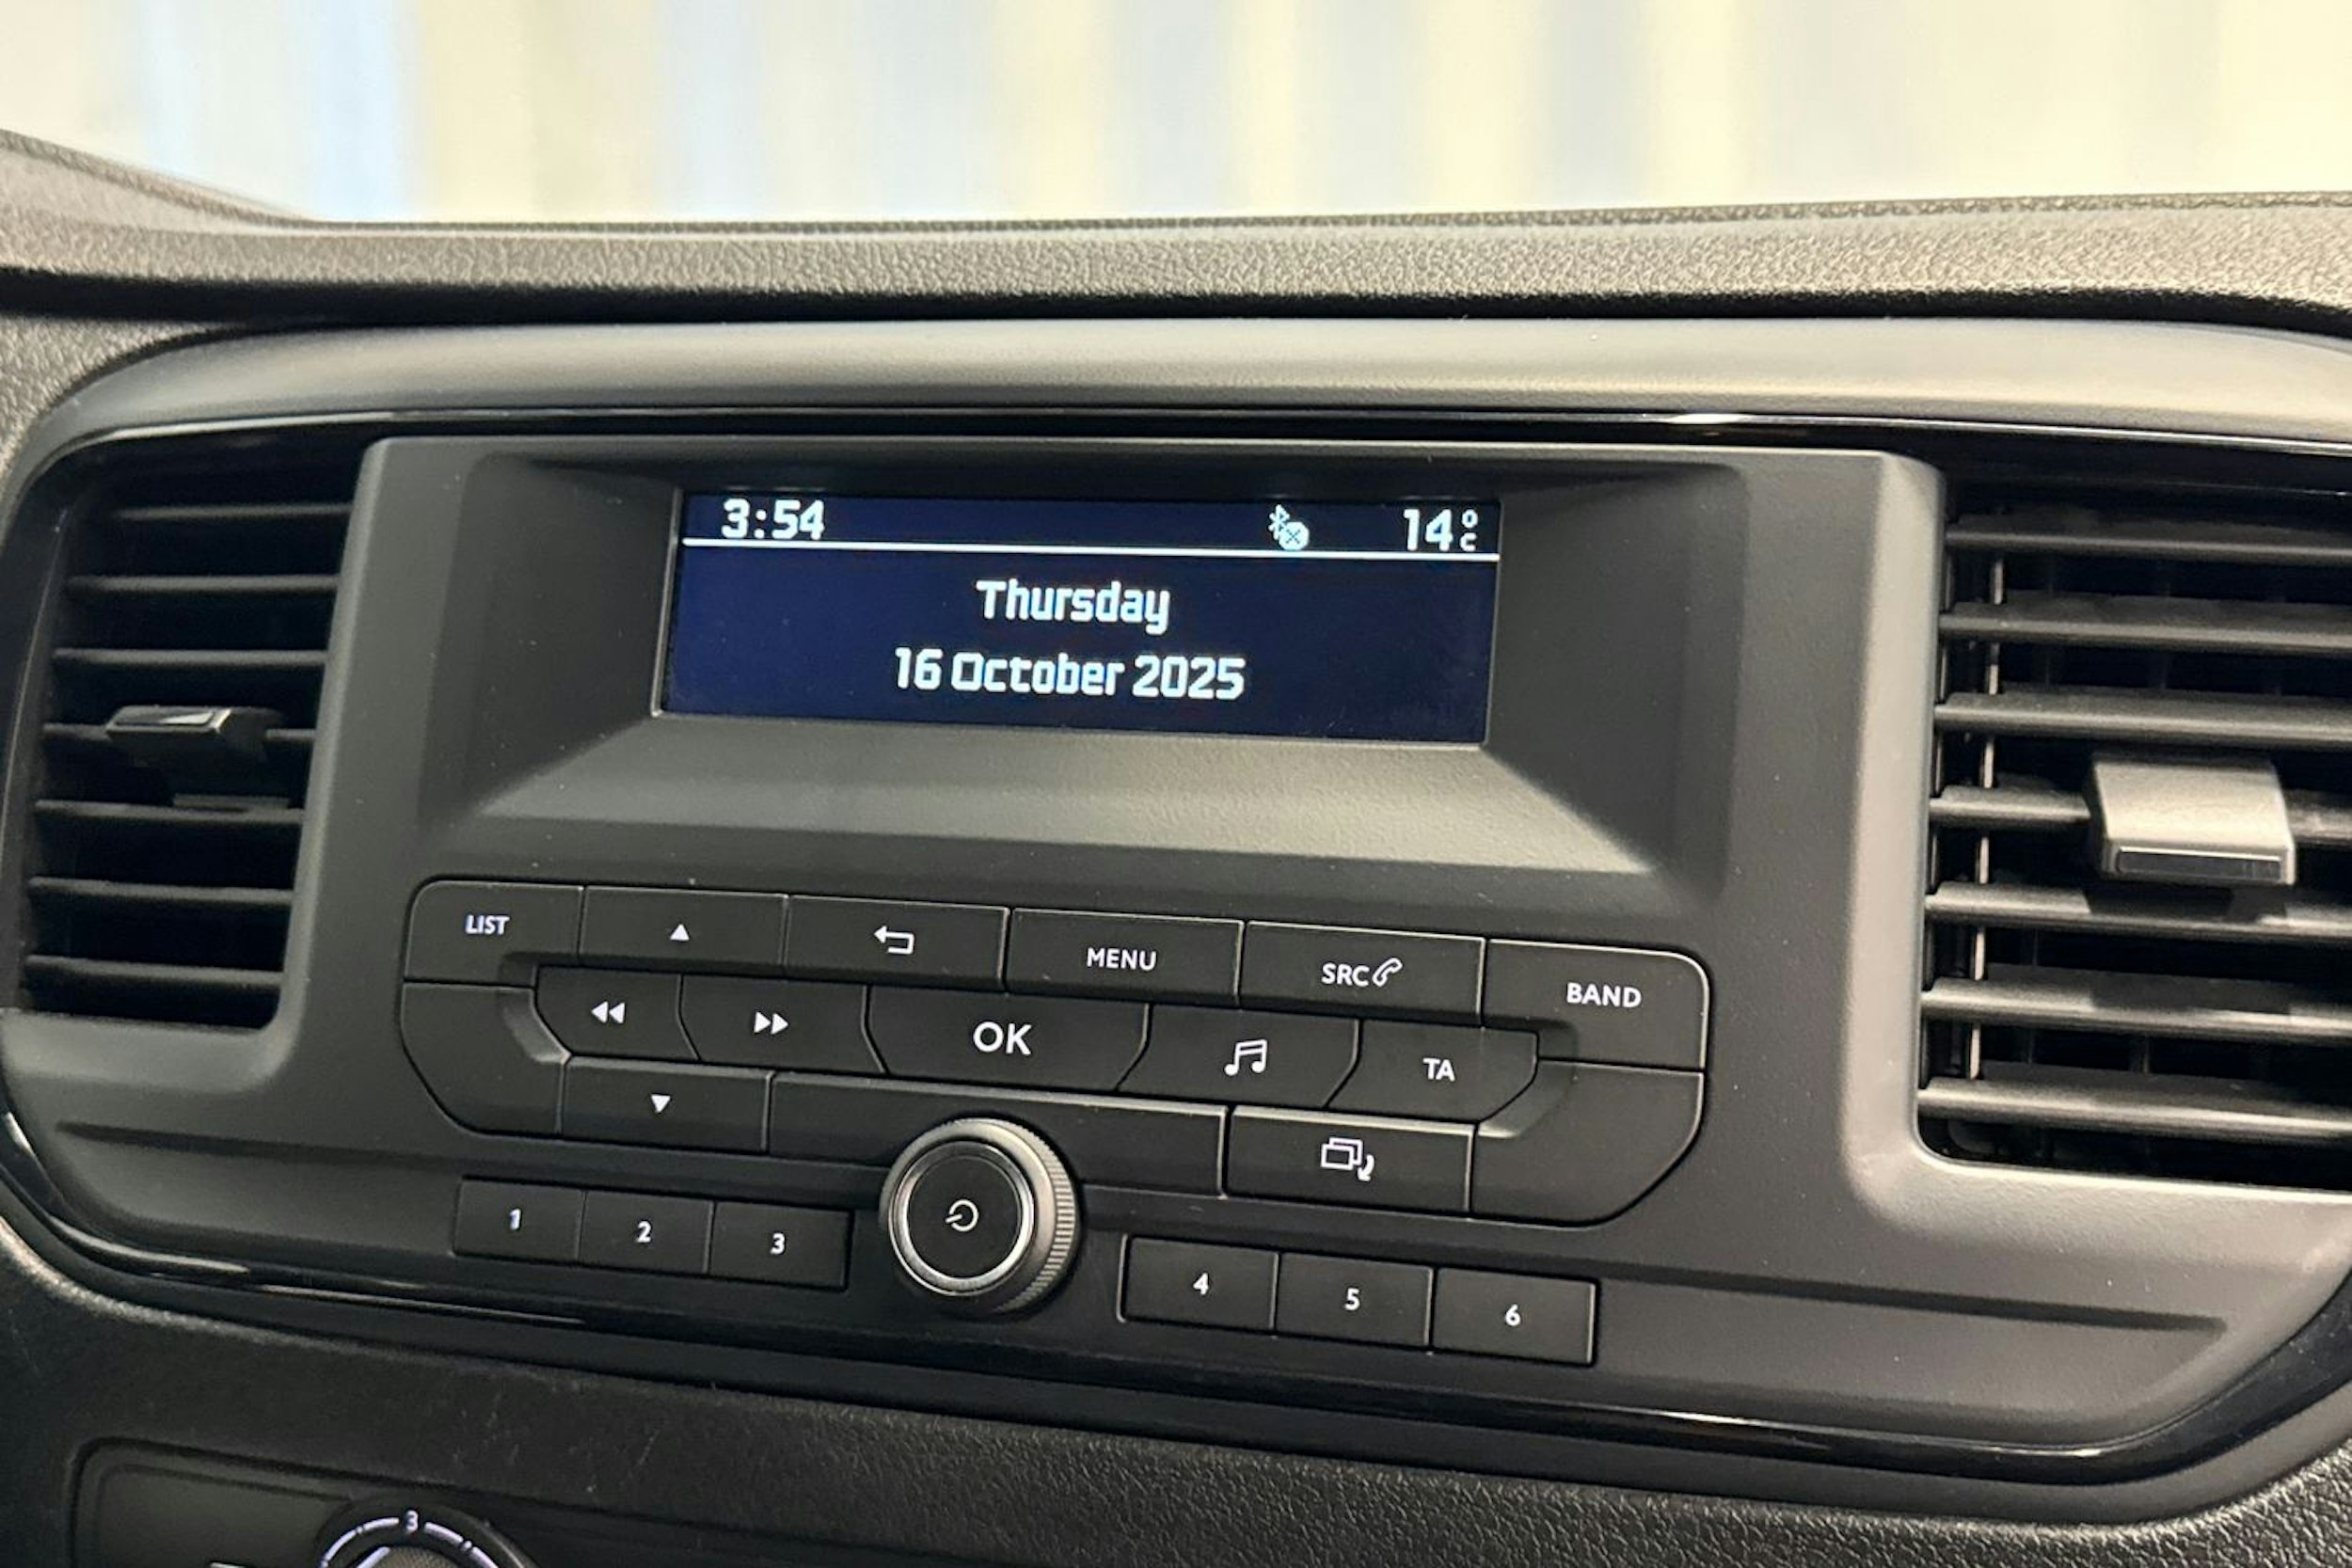 3:54 14°C
Thursday
16 October 2025
LIST MENU SRC BAND
OK TA
1 2 3
4 5 6
3